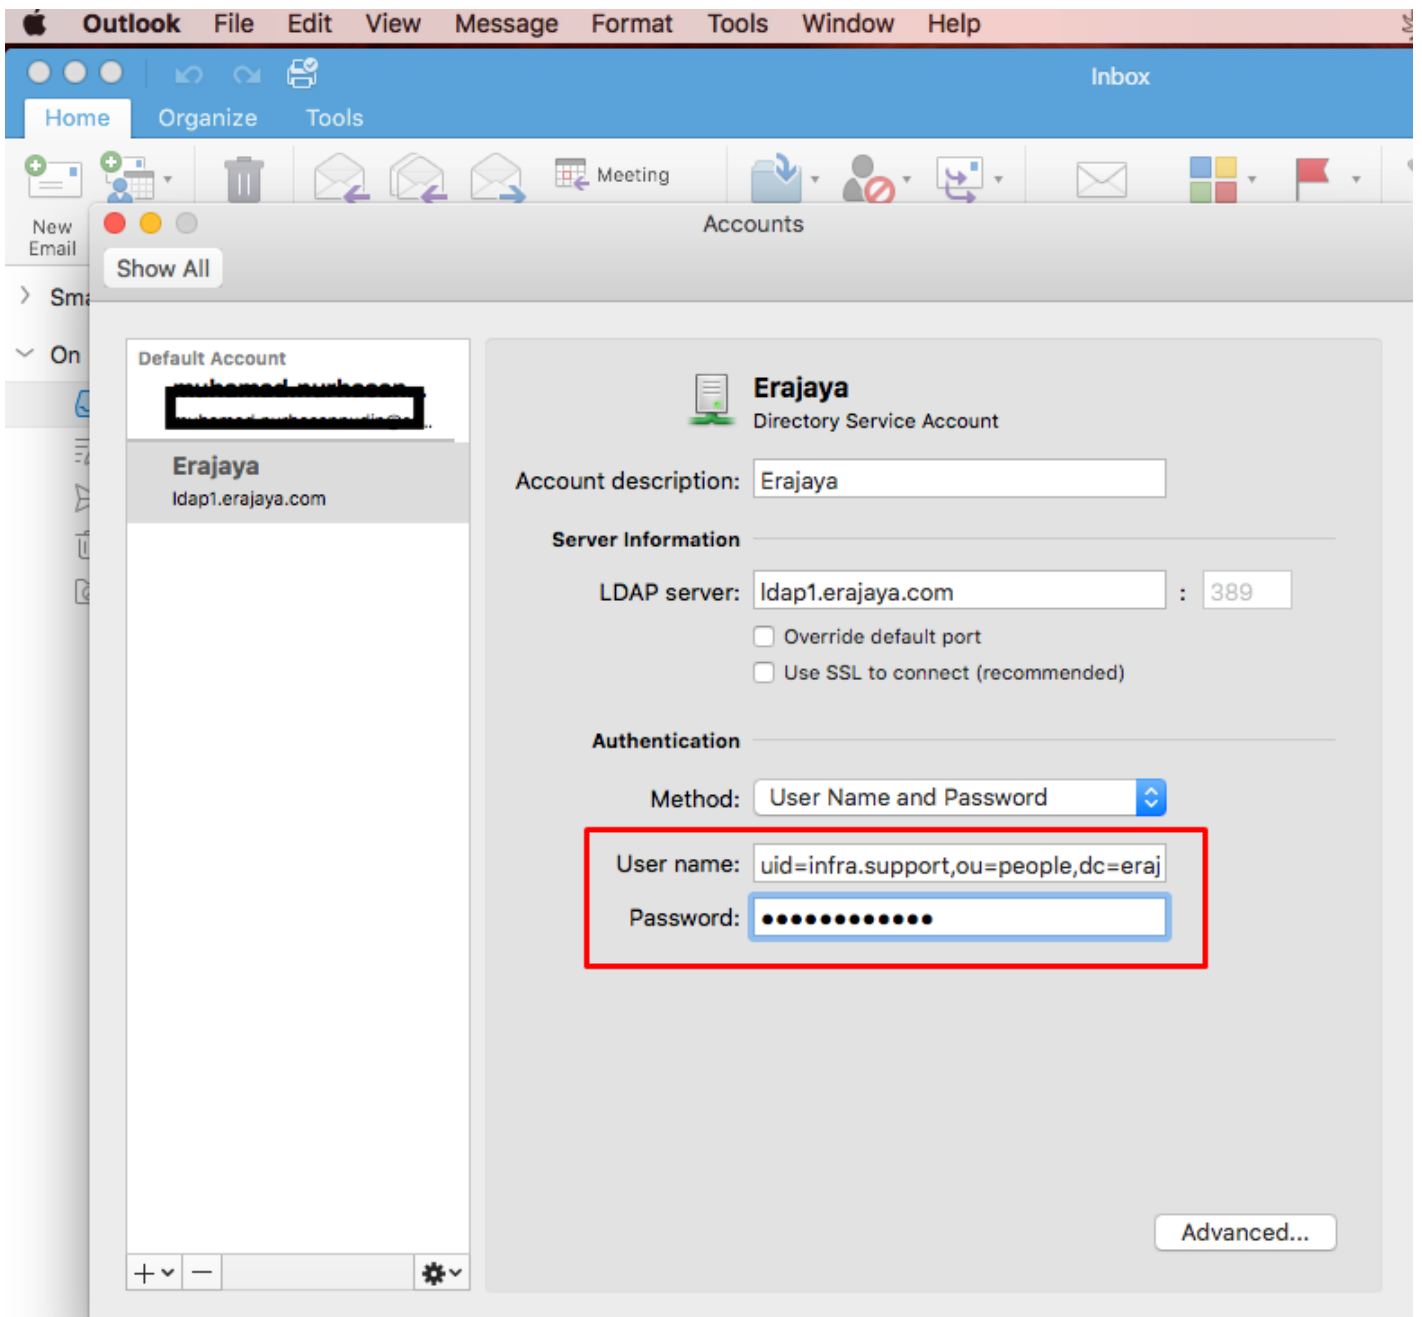 Outlook File Edit View Message Format Tools Window Help
Inbox
Home Organize Tools
Meeting
New
Email
Accounts
Show All
Sma
On
Default Account
Erajaya
ldap1.erajaya.com
Erajaya
Directory Service Account
Account description: Erajaya
Server Information
LDAP server: ldap1.erajaya.com : 389
Override default port
Use SSL to connect (recommended)
Authentication
Method: User Name and Password
User name: uid=infra.support,ou=people,dc=eraj
Password: ••••••••••••
Advanced...